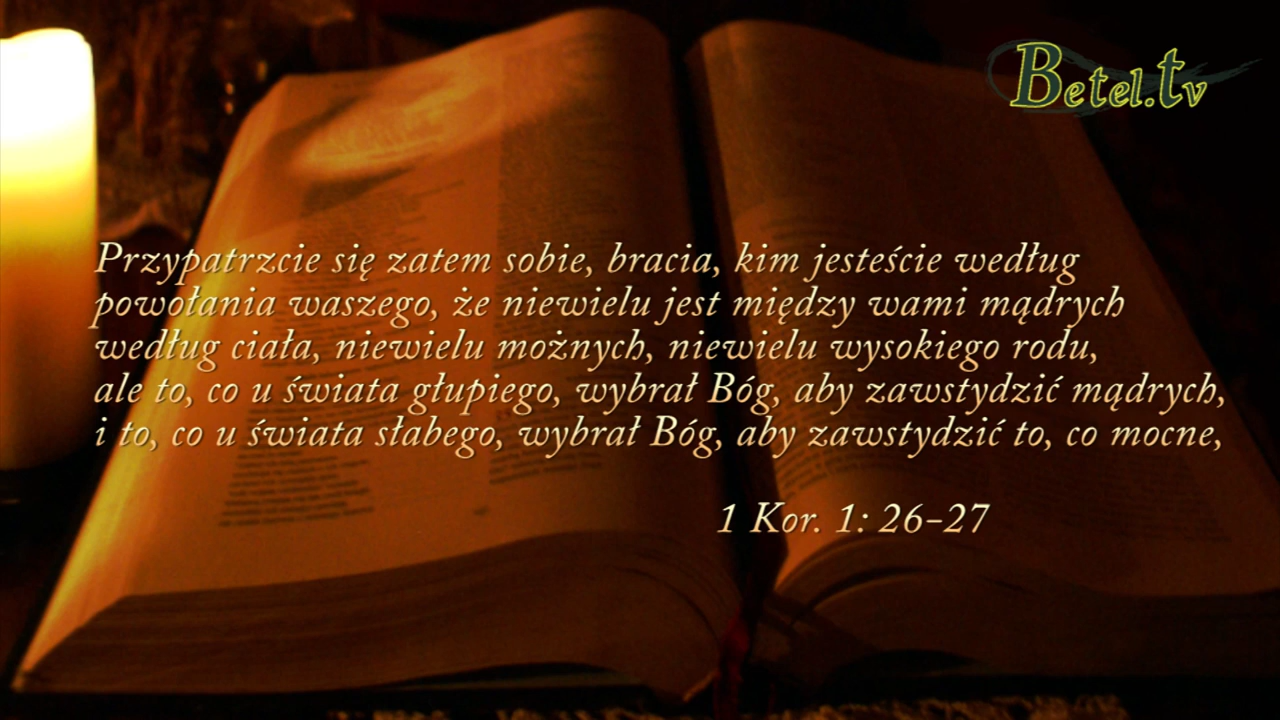 Betel.tv
Przypatrzcie się zatem sobie, bracia, kim jesteście według
powołania waszego, że niewielu jest między wami mądrych
według ciała, niewielu możnych, niewielu wysokiego rodu,
ale to, co u świata głupiego, wybrał Bóg, aby zawstydzić mądrych,
i to, co u świata słabego, wybrał Bóg, aby zawstydzić to, co mocne,
1 Kor. 1: 26-27